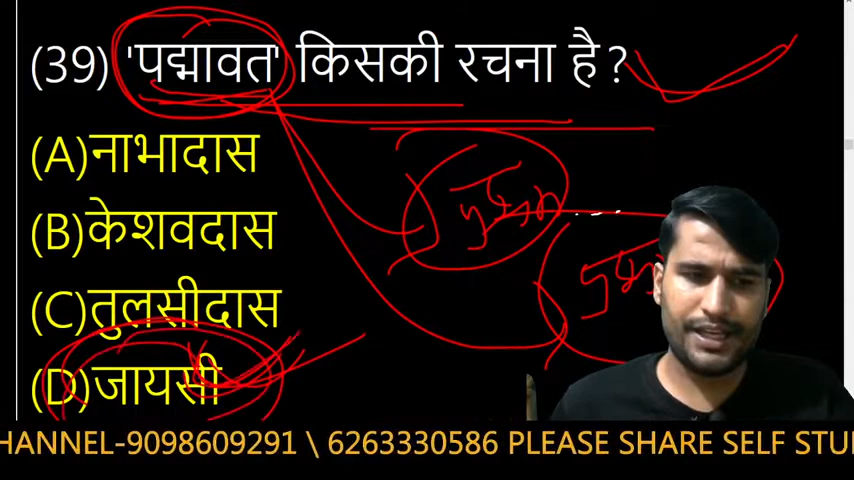 (39) 'पद्मावत' किसकी रचना है?
(A)नाभादास
(B)केशवदास
(C)तुलसीदास
(D)जायसी
HANNEL-9098609291 \ 6263330586 PLEASE SHARE SELF STU